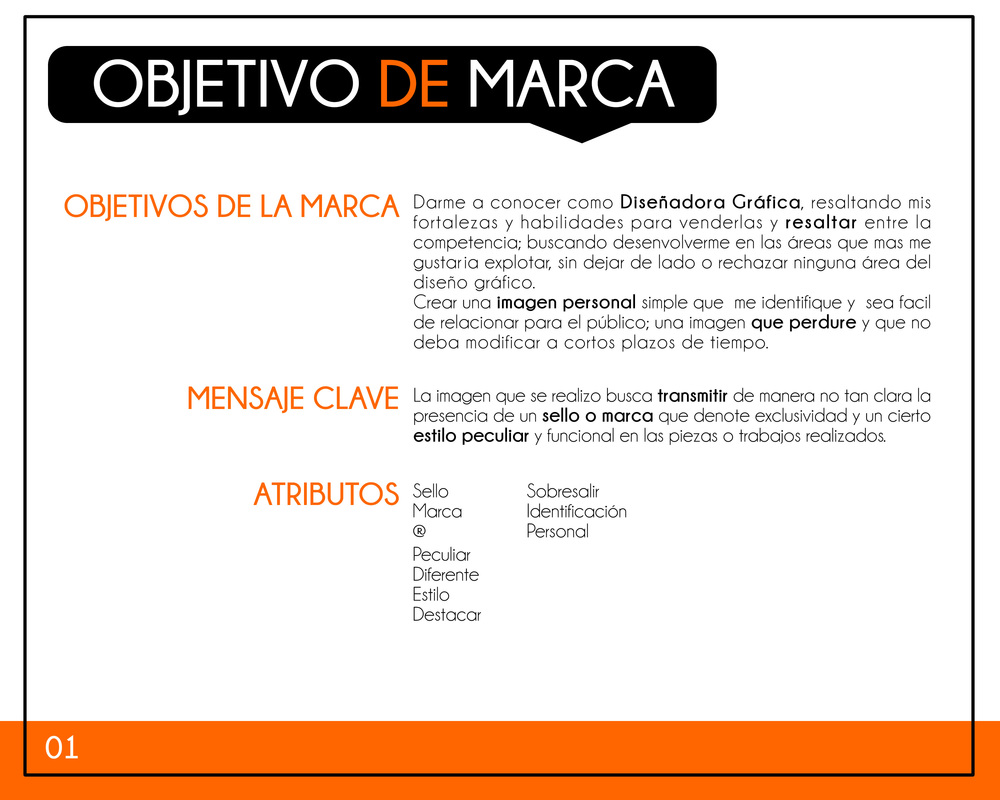 OBJETIVO DE MARCA
OBJETIVOS DE LA MARCA
Darme a conocer como Diseñadora Gráfica, resaltando mis
fortalezas y habilidades para venderlas y resaltar entre la
competencia; buscando desenvolverme en las áreas que mas me
gustaria explotar, sin dejar de lado o rechazar ninguna área del
diseño gráfico.
Crear una imagen personal simple que me identifique y sea facil
de relacionar para el público; una imagen que perdure y que no
deba modificar a cortos plazos de tiempo.
MENSAJE CLAVE
La imagen que se realizo busca transmitir de manera no tan clara la
presencia de un sello o marca que denote exclusividad y un cierto
estilo peculiar y funcional en las piezas o trabajos realizados.
ATRIBUTOS
Sello
Marca
®
Peculiar
Diferente
Estilo
Destacar
Sobresalir
Identificación
Personal
01